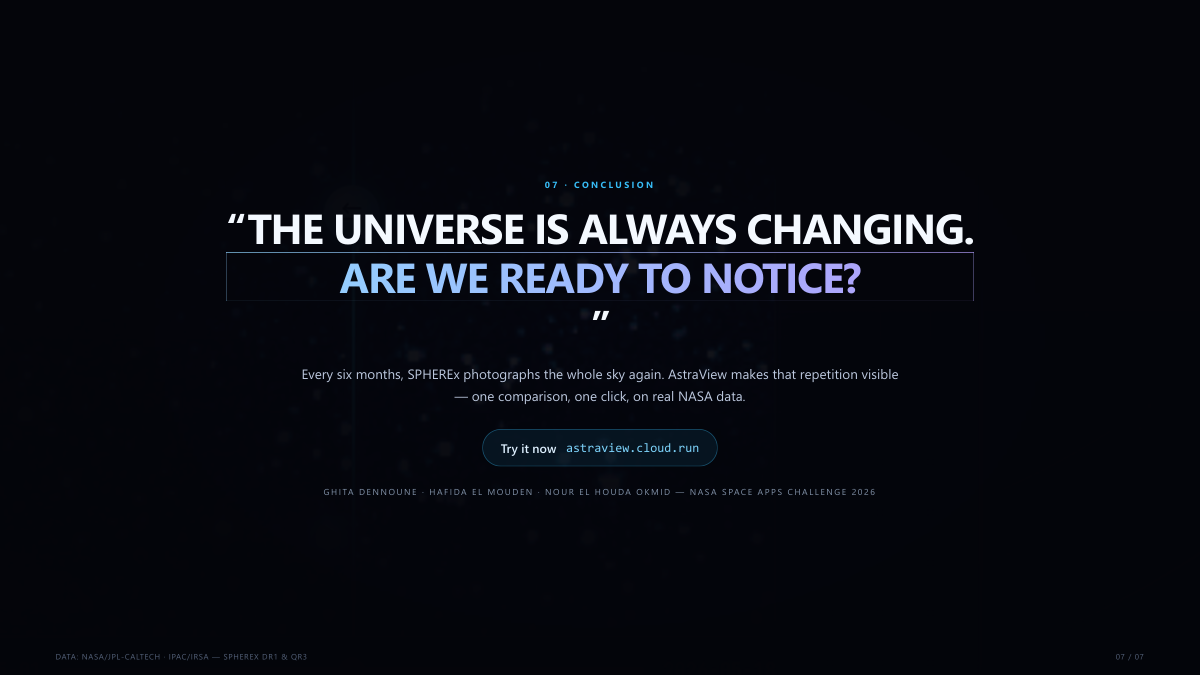 07 · CONCLUSION
“THE UNIVERSE IS ALWAYS CHANGING.
ARE WE READY TO NOTICE?
”
Every six months, SPHEREx photographs the whole sky again. AstraView makes that repetition visible
— one comparison, one click, on real NASA data.
Try it now astraview.cloud.run
GHITA DENNOUNE · HAFIDA EL MOUDEN · NOUR EL HOUDA OKMID — NASA SPACE APPS CHALLENGE 2026
DATA: NASA/JPL-CALTECH · IPAC/IRSA — SPHEREX DR1 & QR3
07 / 07